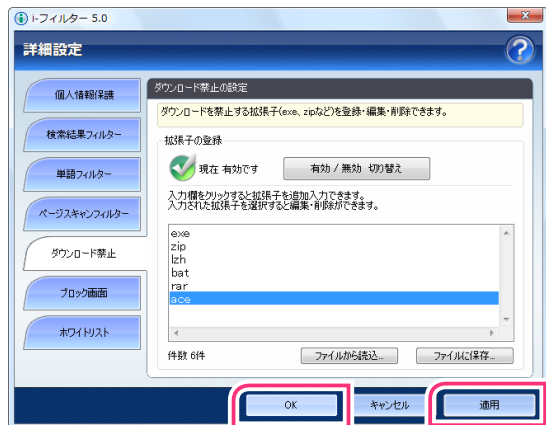 i-フィルター 5.0
詳細設定
?
個人情報保護
検索結果フィルター
単語フィルター
ページスキャンフィルター
ダウンロード禁止
ブロック画面
ホワイトリスト
ダウンロード禁止の設定
ダウンロードを禁止する拡張子(exe、zipなど)を登録・編集・削除できます。
拡張子の登録
現在 有効です
有効 / 無効 切り替え
入力欄をクリックすると拡張子を追加入力できます。
入力された拡張子を選択すると編集・削除ができます。
exe
zip
lzh
bat
rar
ace
件数 6件
ファイルから読込...
ファイルに保存...
OK
キャンセル
適用